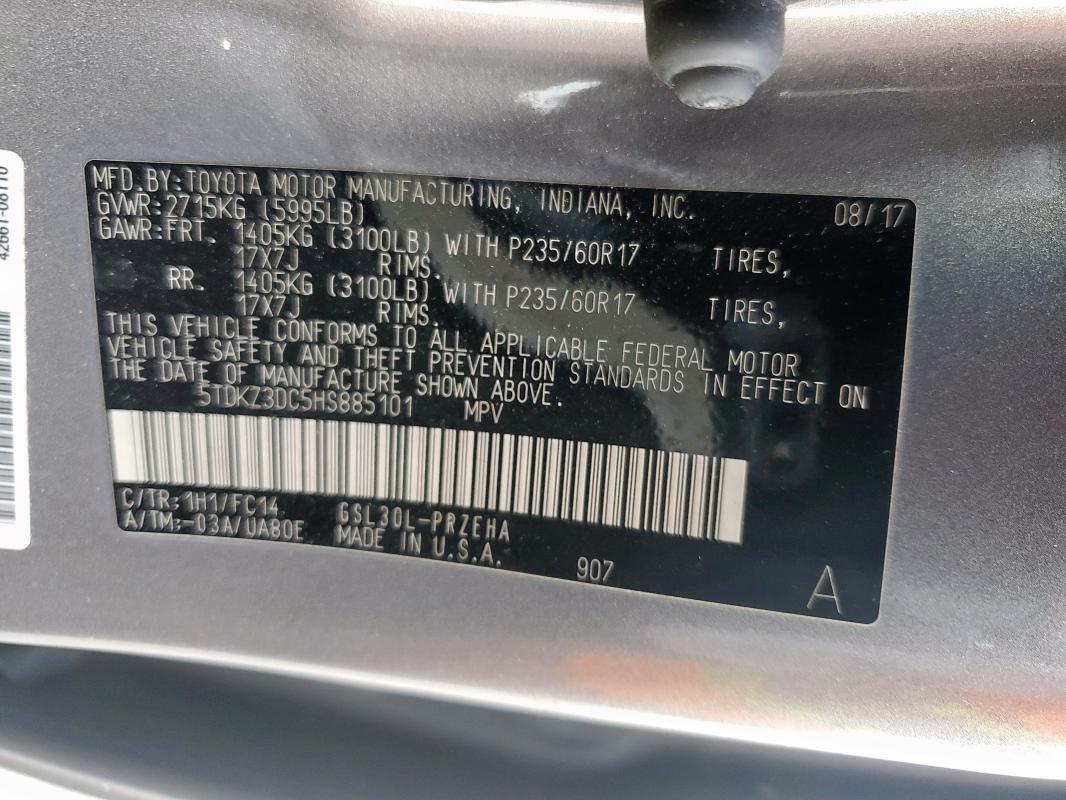 MFD.BY:TOYOTA MOTOR MANUFACTURING, INDIANA, INC. 08/17
GVWR:2715KG (5995LB)
GAWR:FRT. 1405KG (3100LB) WITH P235/60R17 TIRES,
17X7J RIMS,
RR. 1405KG (3100LB) WITH P235/60R17 TIRES,
17X7J RIMS,
THIS VEHICLE CONFORMS TO ALL APPLICABLE FEDERAL MOTOR
VEHICLE SAFETY AND THEFT PREVENTION STANDARDS IN EFFECT ON
THE DATE OF MANUFACTURE SHOWN ABOVE.
5TDKZ3DC5HS885101 MPV
C/TR:1H1/FC14 GSL30L-PRZEHA
A/TM:-03A/UA80E MADE IN U.S.A. 907
A